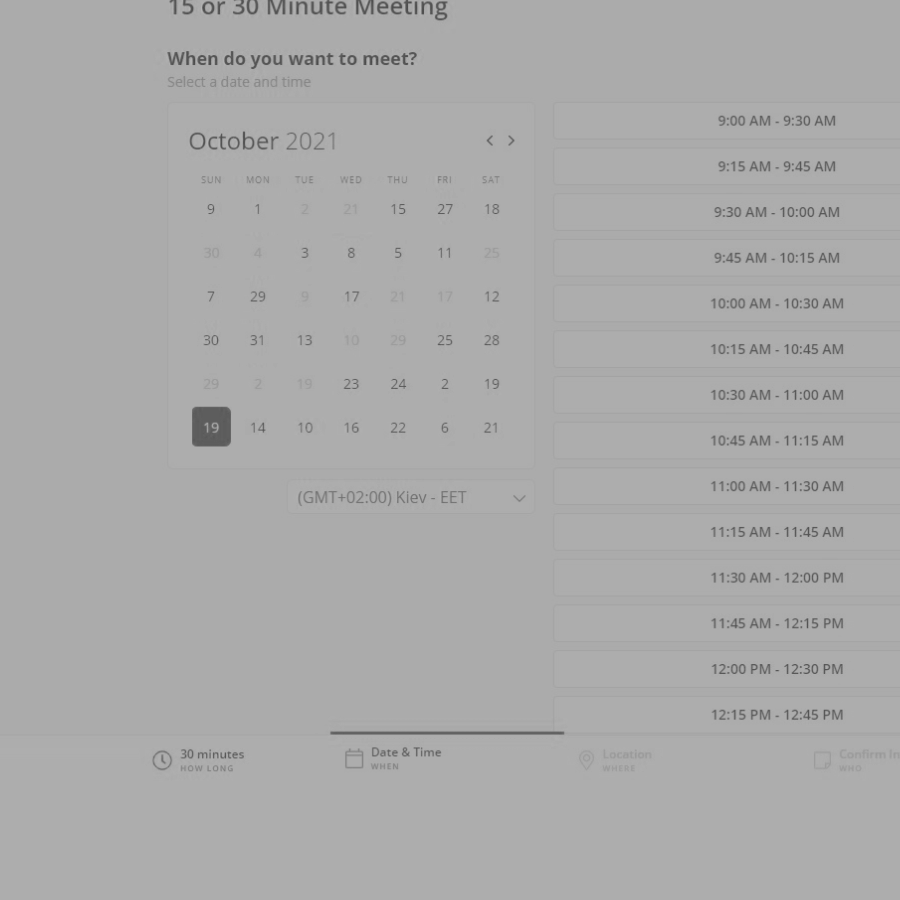 15 or 30 Minute Meeting
When do you want to meet?
Select a date and time
October 2021
SUN MON TUE WED THU FRI SAT
9 1 2 21 15 27 18
30 4 3 8 5 11 25
7 29 9 17 21 17 12
30 31 13 10 29 25 28
29 2 19 23 24 2 19
19 14 10 16 22 6 21
(GMT+02:00) Kiev - EET
9:00 AM - 9:30 AM
9:15 AM - 9:45 AM
9:30 AM - 10:00 AM
9:45 AM - 10:15 AM
10:00 AM - 10:30 AM
10:15 AM - 10:45 AM
10:30 AM - 11:00 AM
10:45 AM - 11:15 AM
11:00 AM - 11:30 AM
11:15 AM - 11:45 AM
11:30 AM - 12:00 PM
11:45 AM - 12:15 PM
12:00 PM - 12:30 PM
12:15 PM - 12:45 PM
30 minutes
HOW LONG
Date & Time
WHEN
Location
WHERE
Confirm In
WHO